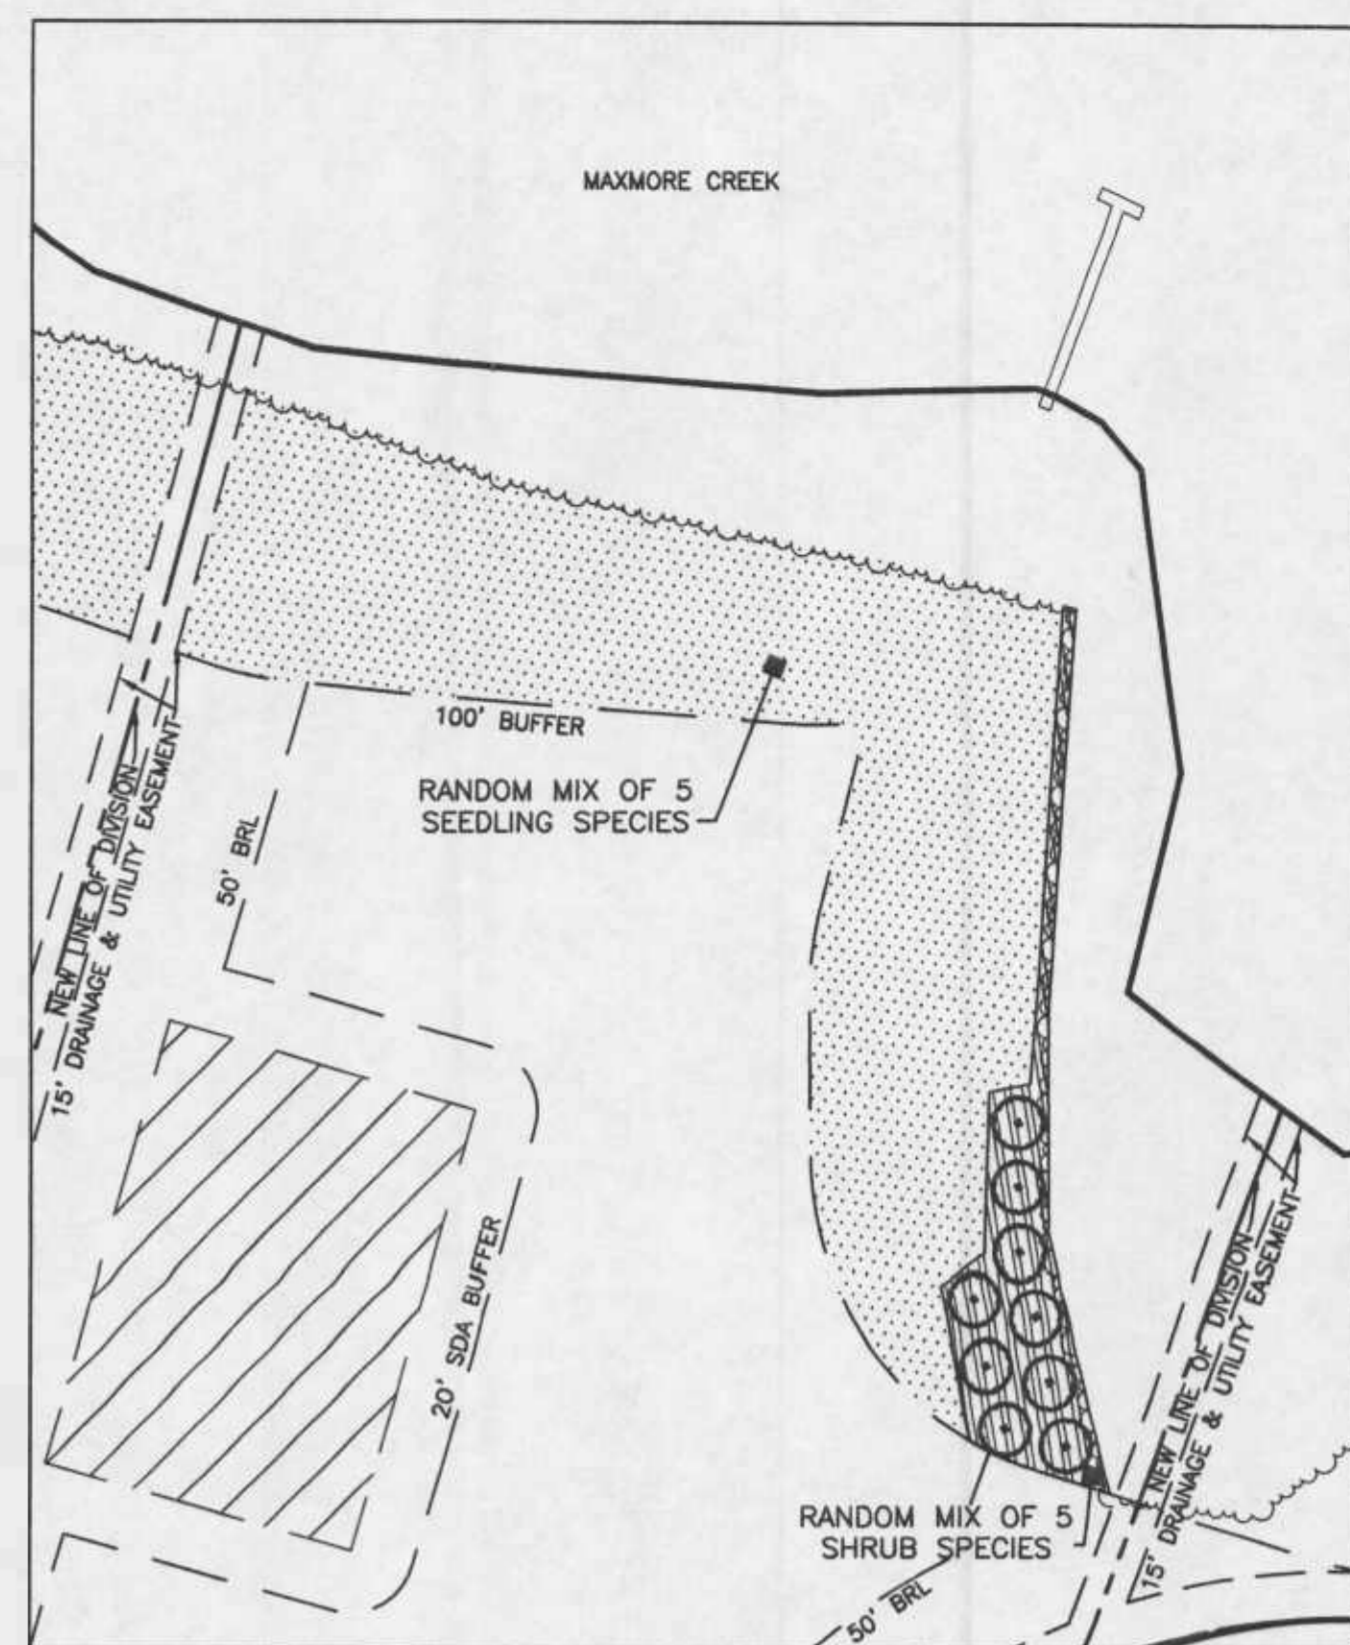 MAXMORE CREEK
100' BUFFER
RANDOM MIX OF 5
SEEDLING SPECIES
50' BRL
NEW LINE OF DIVISION
15' DRAINAGE & UTILITY EASEMENT
20' SDA BUFFER
NEW LINE OF DIVISION
15' DRAINAGE & UTILITY EASEMENT
RANDOM MIX OF 5
SHRUB SPECIES
50' BRL